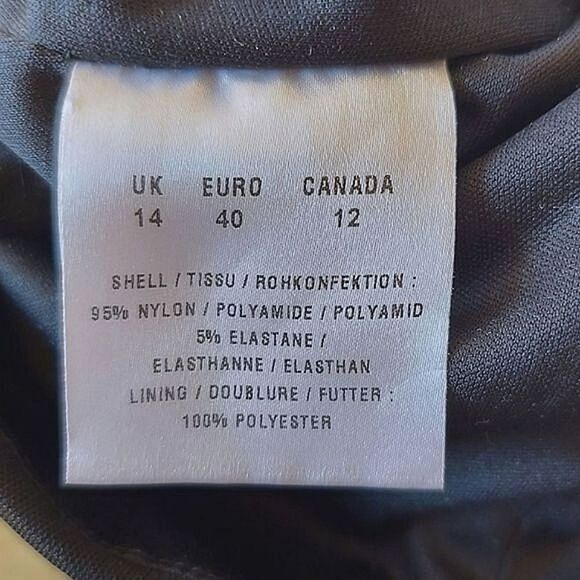 UK EURO CANADA
14 40 12
SHELL / TISSU / ROHKONFEKTION :
95% NYLON / POLYAMIDE / POLYAMID
5% ELASTANE /
ELASTHANNE / ELASTHAN
LINING / DOUBLURE / FUTTER :
100% POLYESTER